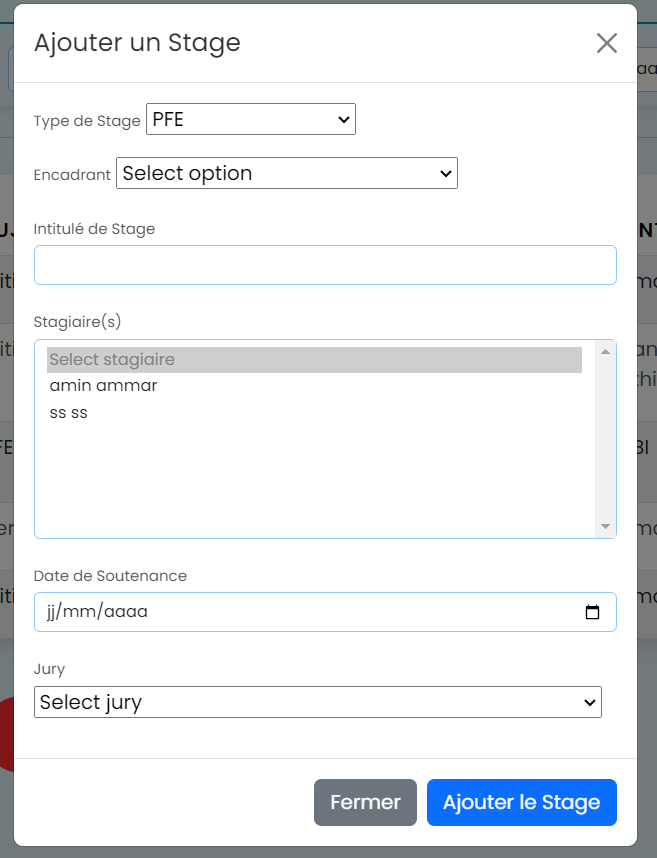 Ajouter un Stage
Type de Stage PFE
Encadrant Select option
Intitulé de Stage
Stagiaire(s)
Select stagiaire
amin ammar
ss ss
Date de Soutenance
jj/mm/aaaa
Jury
Select jury
Fermer Ajouter le Stage